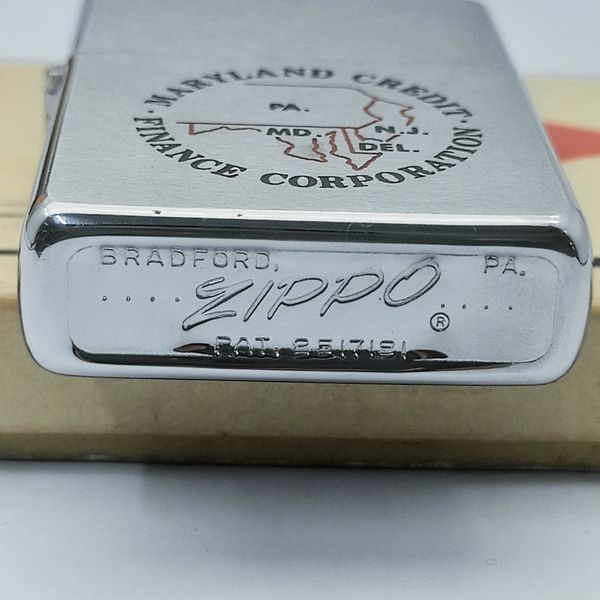 MARYLAND CREDIT
PA.
MD. N.J.
DEL.
FINANCE CORPORATION
BRADFORD, PA.
.... ZIPPO ®....
PAT. 2517191